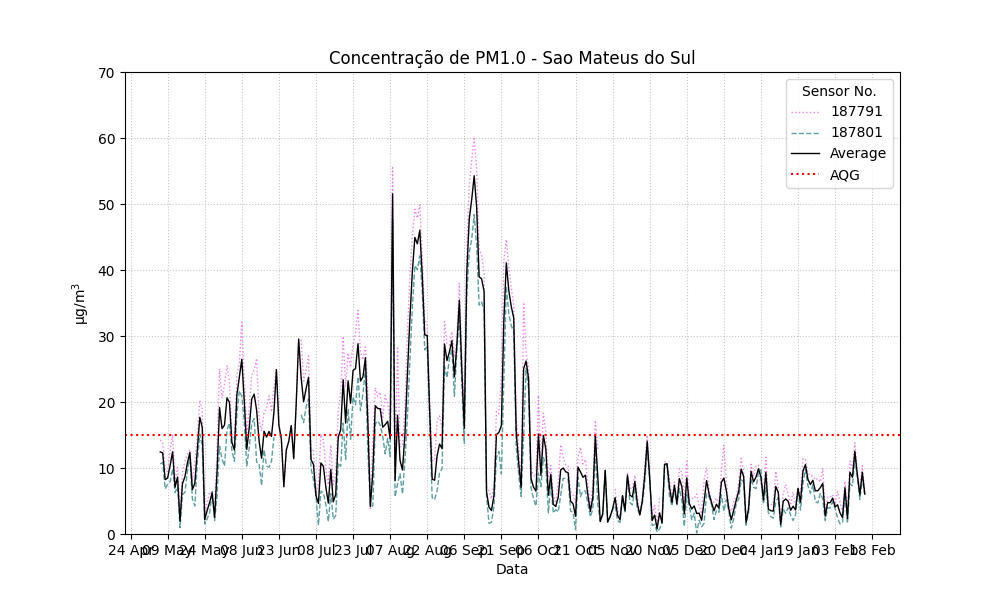 Concentração de PM1.0 - Sao Mateus do Sul
Sensor No.
187791
187801
Average
AQG
70
60
50
40
30
20
10
0
µg/m³
24 Apr 09 May 24 May 08 Jun 23 Jun 08 Jul 23 Jul 07 Aug 22 Aug 06 Sep 21 Sep 06 Oct 21 Oct 05 Nov 20 Nov 05 Dec 20 Dec 04 Jan 19 Jan 03 Feb 18 Feb
Data